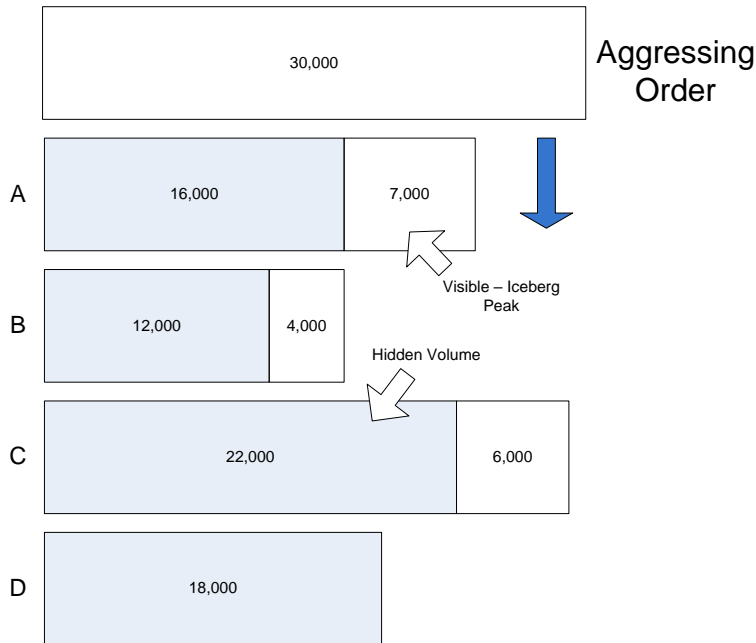 30,000
Aggressing
Order
A
16,000
7,000
Visible – Iceberg
Peak
B
12,000
4,000
Hidden Volume
C
22,000
6,000
D
18,000